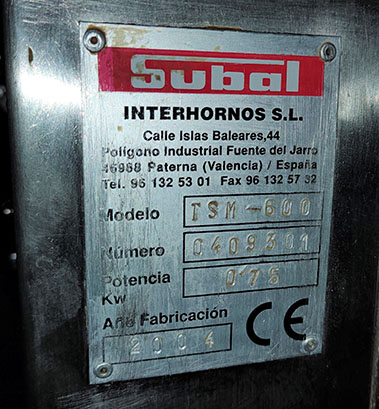 Subal
INTERHORNOS S.L.
Calle Islas Baleares,44
Polígono Industrial Fuente del Jarro
46988 Paterna (Valencia) / España
Tel. 96 132 53 01 Fax 96 132 57 32
Modelo TSM-600
Número 0409301
Potencia 0'75
Kw
Año Fabricación
2004 CE